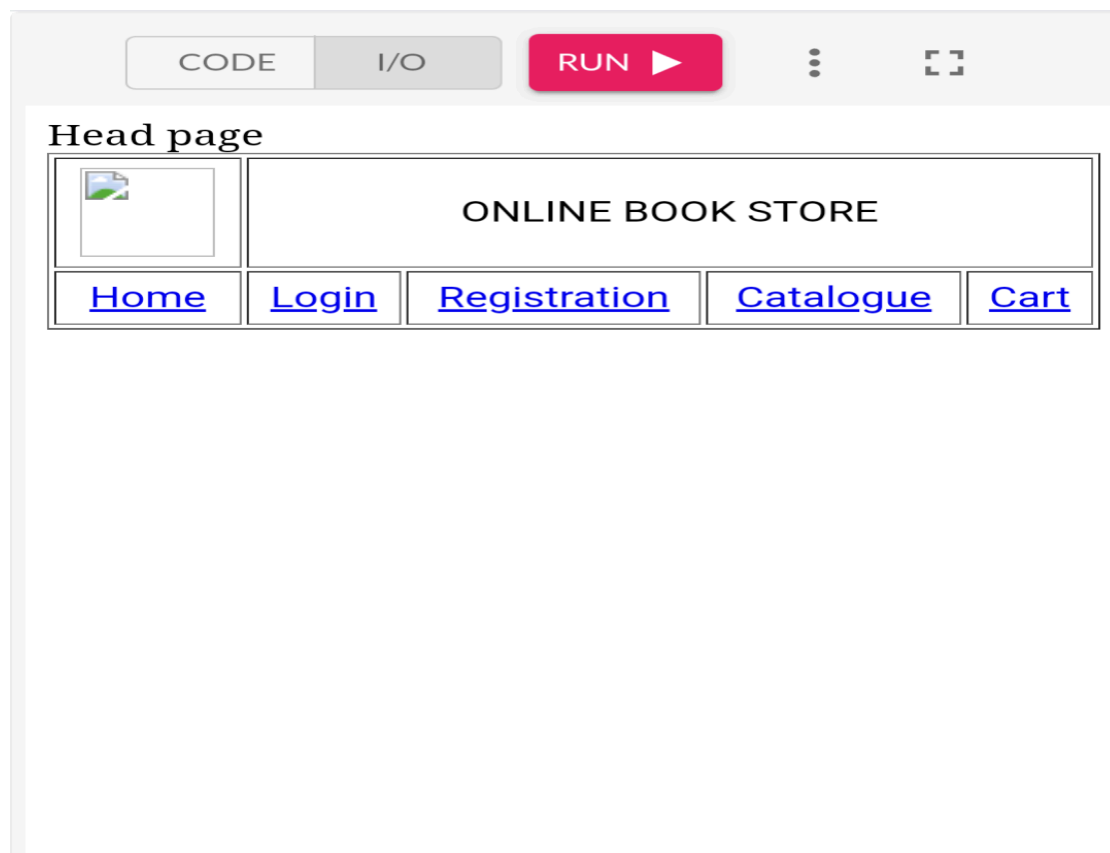 CODE I/O RUN
Head page
ONLINE BOOK STORE
Home Login Registration Catalogue Cart